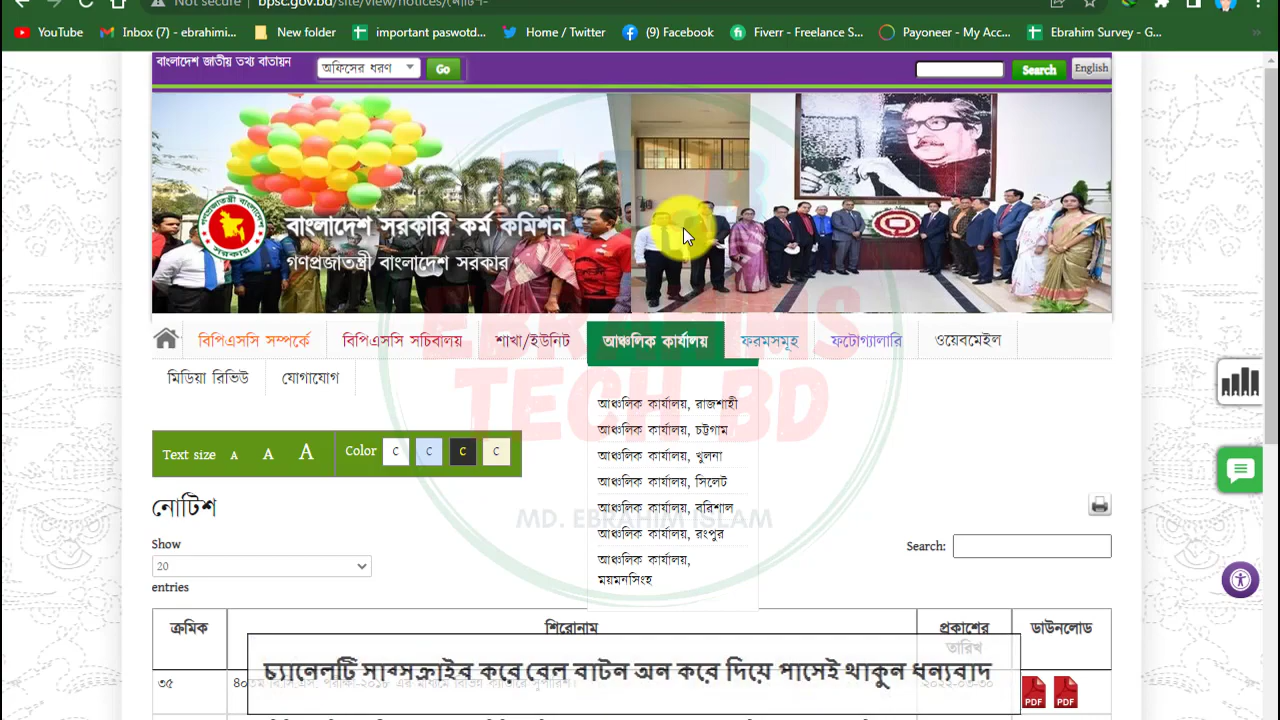 Not secure
bpsc.gov.bd/site/view/notices/নোটিশ-
YouTube
Inbox (7) - ebrahimi...
New folder
important paswotd...
Home / Twitter
(9) Facebook
Fiverr - Freelance S...
Payoneer - My Acc...
Ebrahim Survey - G...
»
বাংলাদেশ জাতীয় তথ্য বাতায়ন
অফিসের ধরণ
Go
Search
English
বাংলাদেশ সরকারি কর্ম কমিশন
গণপ্রজাতন্ত্রী বাংলাদেশ সরকার
বিপিএসসি সম্পর্কে
বিপিএসসি সচিবালয়
শাখা/ইউনিট
আঞ্চলিক কার্যালয়
ফরমসমূহ
ফটোগ্যালারি
ওয়েবমেইল
মিডিয়া রিভিউ
যোগাযোগ
আঞ্চলিক কার্যালয়, রাজশাহী
আঞ্চলিক কার্যালয়, চট্টগ্রাম
আঞ্চলিক কার্যালয়, খুলনা
আঞ্চলিক কার্যালয়, সিলেট
আঞ্চলিক কার্যালয়, বরিশাল
আঞ্চলিক কার্যালয়, রংপুর
আঞ্চলিক কার্যালয়,
ময়মনসিংহ
EBRAHIMS
TECH BD
MD. EBRAHIM ISLAM
Text size A A A
Color C C C C
নোটিশ
Show
20
entries
Search:
ক্রমিক
শিরোনাম
প্রকাশের
তারিখ
ডাউনলোড
চ্যানেলটি সাবসক্রাইব করে বেল বাটন অন করে দিয়ে পাসেই থাকুন ধন্যবাদ
৩৫
PDF
PDF